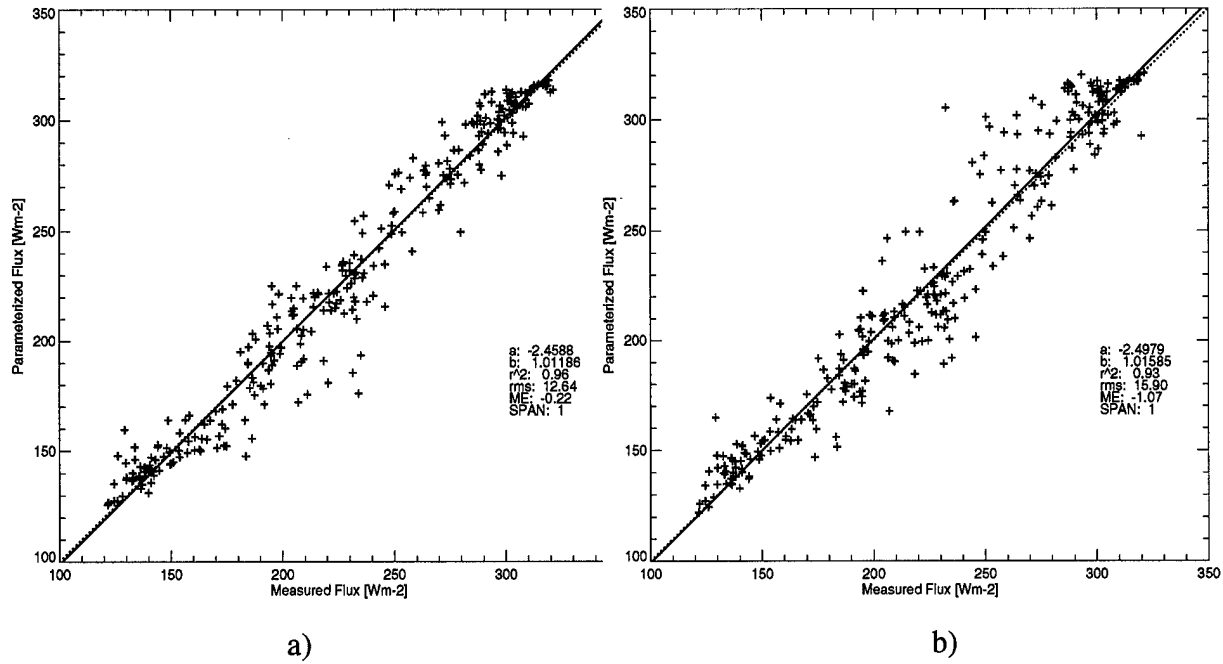 350
300
250
200
150
100
Parameterized Flux [Wm-2]
a: -2.4588
b: 1.01186
r^2: 0.96
rms: 12.64
ME: -0.22
SPAN: 1
100 150 200 250 300
Measured Flux [Wm-2]
a)
350
300
250
200
150
100
Parameterized Flux [Wm-2]
a: -2.4979
b: 1.01585
r^2: 0.93
rms: 15.90
ME: -1.07
SPAN: 1
100 150 200 250 300 350
Measured Flux [Wm-2]
b)